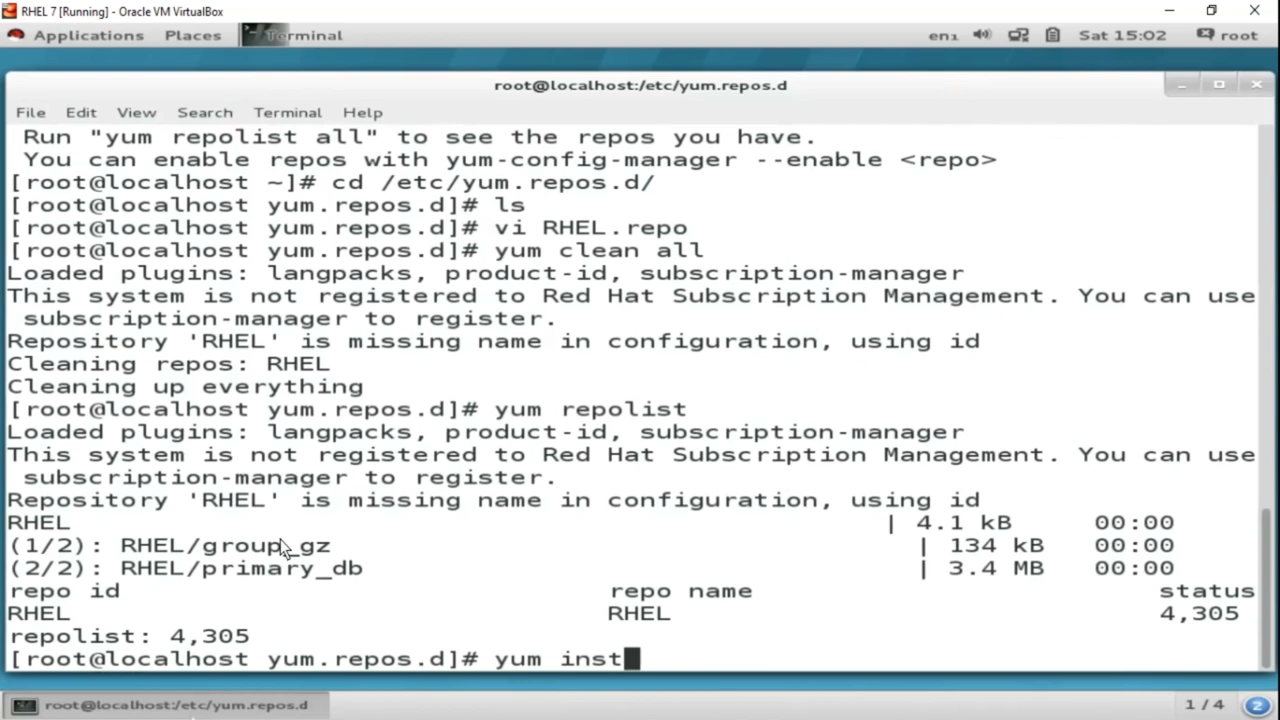 RHEL 7 [Running] - Oracle VM VirtualBox
Applications Places Terminal en1 Sat 15:02 root
root@localhost:/etc/yum.repos.d
File Edit View Search Terminal Help
Run "yum repolist all" to see the repos you have.
You can enable repos with yum-config-manager --enable <repo>
[root@localhost ~]# cd /etc/yum.repos.d/
[root@localhost yum.repos.d]# ls
[root@localhost yum.repos.d]# vi RHEL.repo
[root@localhost yum.repos.d]# yum clean all
Loaded plugins: langpacks, product-id, subscription-manager
This system is not registered to Red Hat Subscription Management. You can use
subscription-manager to register.
Repository 'RHEL' is missing name in configuration, using id
Cleaning repos: RHEL
Cleaning up everything
[root@localhost yum.repos.d]# yum repolist
Loaded plugins: langpacks, product-id, subscription-manager
This system is not registered to Red Hat Subscription Management. You can use
subscription-manager to register.
Repository 'RHEL' is missing name in configuration, using id
RHEL | 4.1 kB 00:00
(1/2): RHEL/group_gz | 134 kB 00:00
(2/2): RHEL/primary_db | 3.4 MB 00:00
repo id repo name status
RHEL RHEL 4,305
repolist: 4,305
[root@localhost yum.repos.d]# yum inst
root@localhost:/etc/yum.repos.d 1 / 4 2